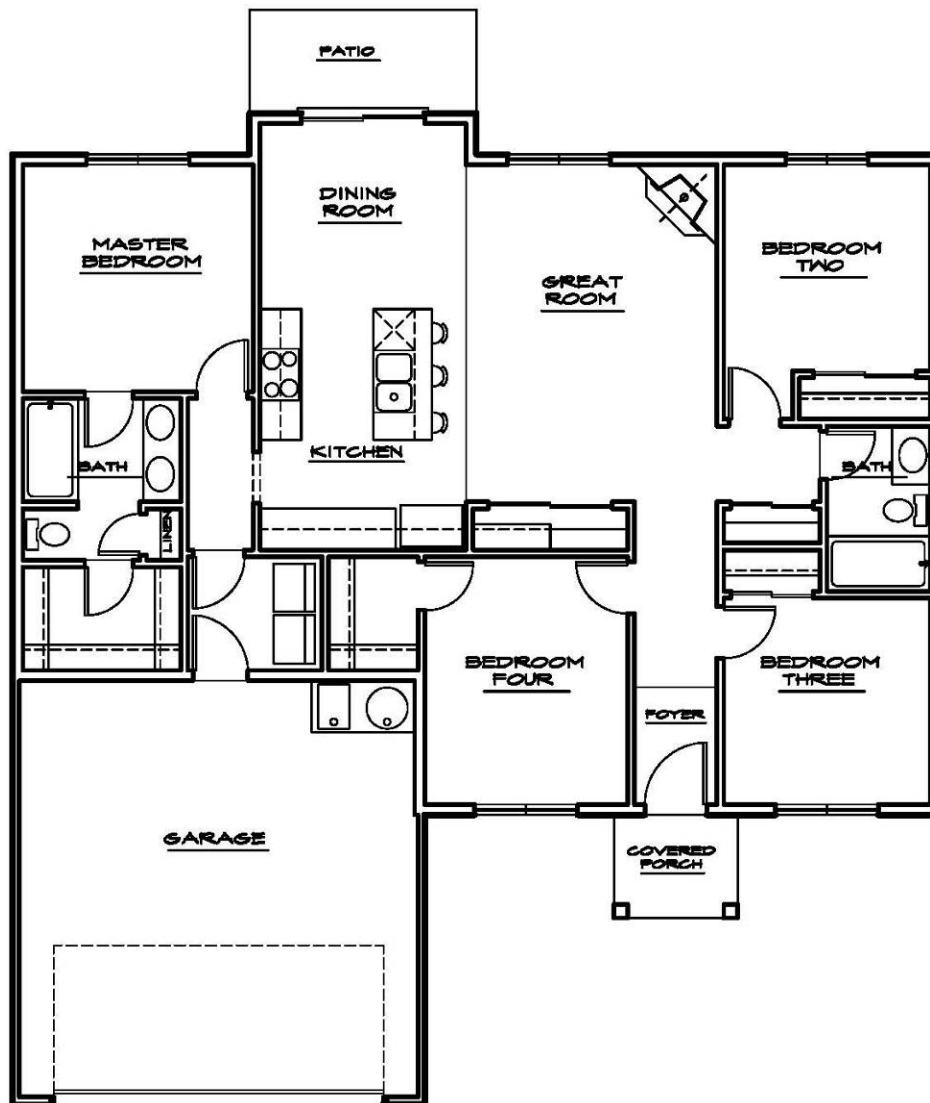 PATIO
DINING
ROOM
MASTER
BEDROOM
BEDROOM
TWO
GREAT
ROOM
KITCHEN
BATH
BATH
LINEN
BEDROOM
FOUR
BEDROOM
THREE
FOYER
GARAGE
COVERED
PORCH